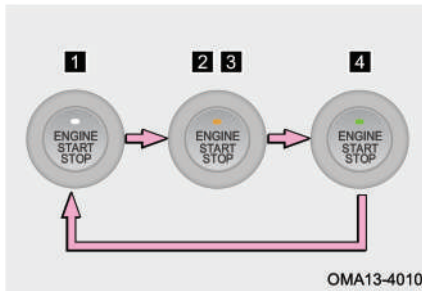 1
2 3
4
ENGINE
START
STOP
ENGINE
START
STOP
ENGINE
START
STOP
OMA13-4010